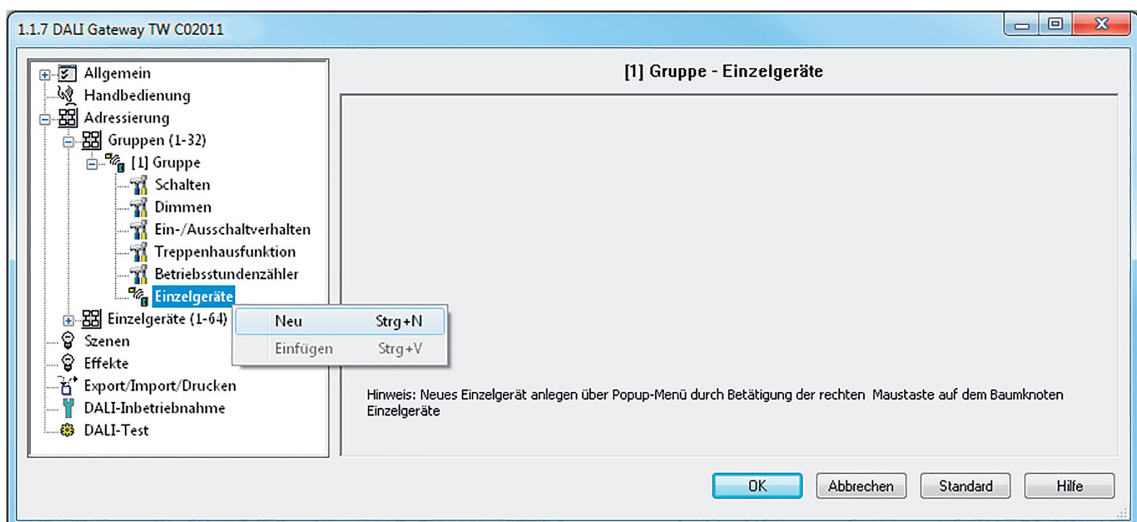 1.1.7 DALI Gateway TW C02011
Allgemein
Handbedienung
Adressierung
Gruppen (1-32)
[1] Gruppe
Schalten
Dimmen
Ein-/Ausschaltverhalten
Treppenhausfunktion
Betriebsstundenzähler
Einzelgeräte
Einzelgeräte (1-64)
Szenen
Effekte
Export/Import/Drucken
DALI-Inbetriebnahme
DALI-Test
Neu Strg+N
Einfügen Strg+V
[1] Gruppe - Einzelgeräte
Hinweis: Neues Einzelgerät anlegen über Popup-Menü durch Betätigung der rechten Maustaste auf dem Baumknoten
Einzelgeräte
OK Abbrechen Standard Hilfe